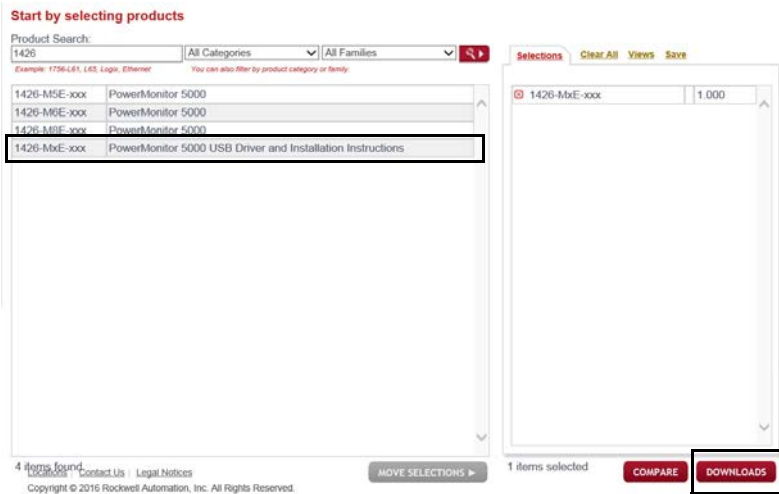 Start by selecting products
Product Search:
1426 All Categories All Families
Example: 1756-L61, L65, Logix, Ethernet You can also filter by product category or family.
1426-M5E-xxx PowerMonitor 5000
1426-M6E-xxx PowerMonitor 5000
1426-M8E-xxx PowerMonitor 5000
1426-MxE-xxx PowerMonitor 5000 USB Driver and Installation Instructions
4 items found
MOVE SELECTIONS
Locations Contact Us Legal Notices
Copyright © 2016 Rockwell Automation, Inc. All Rights Reserved.
Selections Clear All Views Save
1426-MxE-xxx 1.000
1 items selected COMPARE DOWNLOADS